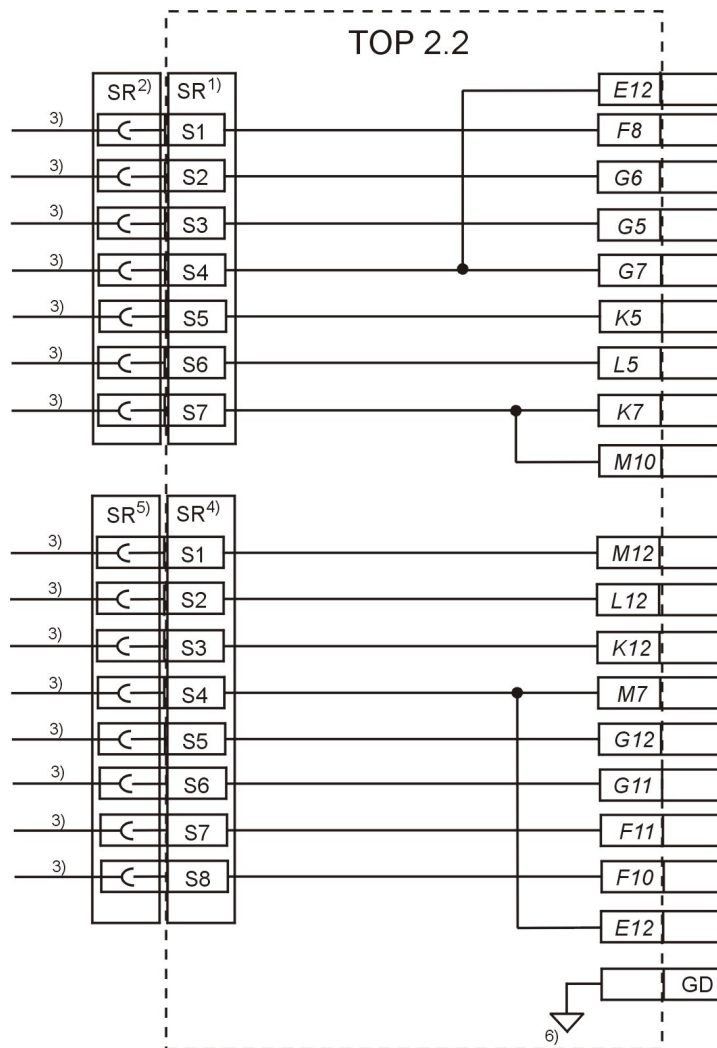 TOP 2.2
SR2) SR1) E12
3) S1 F8
3) S2 G6
3) S3 G5
3) S4 G7
3) S5 K5
3) S6 L5
3) S7 K7
M10
SR5) SR4)
3) S1 M12
3) S2 L12
3) S3 K12
3) S4 M7
3) S5 G12
3) S6 G11
3) S7 F11
3) S8 F10
E12
GD
6)